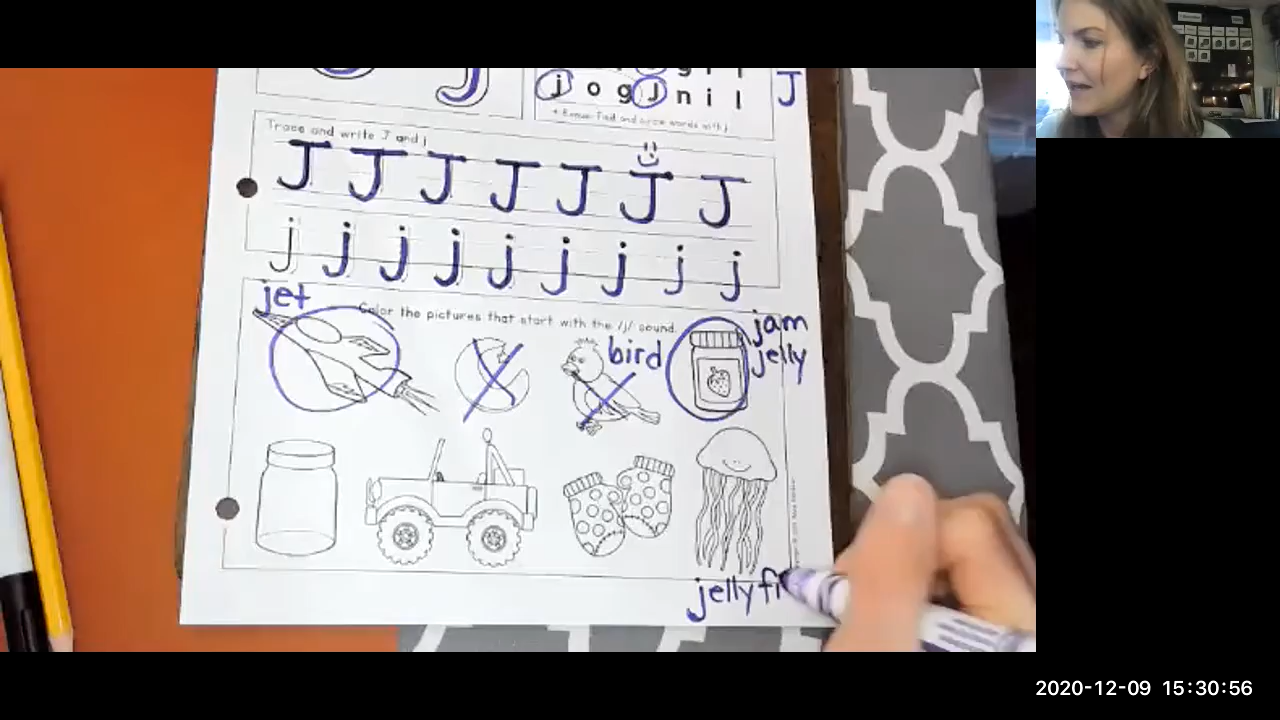 j o g J n i l
J
Trace and write J and j
J J J J J J J
j j j j j j j j j
jet
Color the pictures that start with the /j/ sound.
jam
bird
jelly
jellyfi
2020-12-09 15:30:56